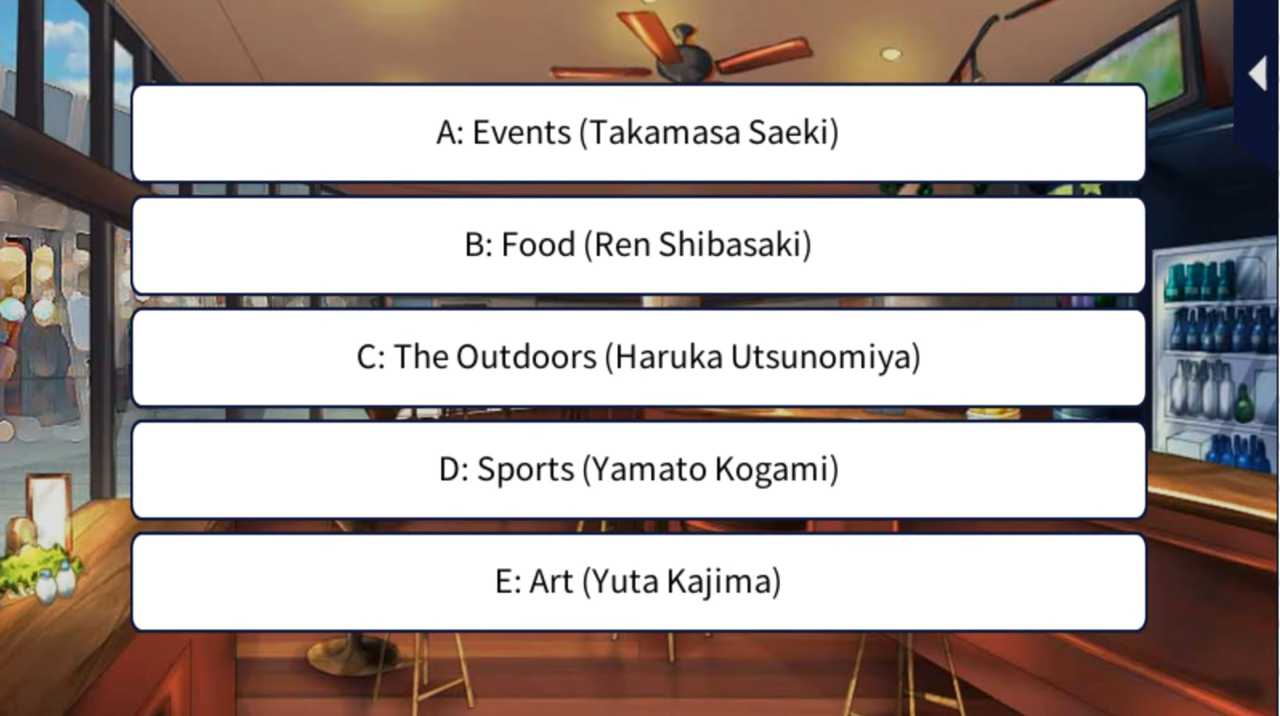 A: Events (Takamasa Saeki)
B: Food (Ren Shibasaki)
C: The Outdoors (Haruka Utsunomiya)
D: Sports (Yamato Kogami)
E: Art (Yuta Kajima)